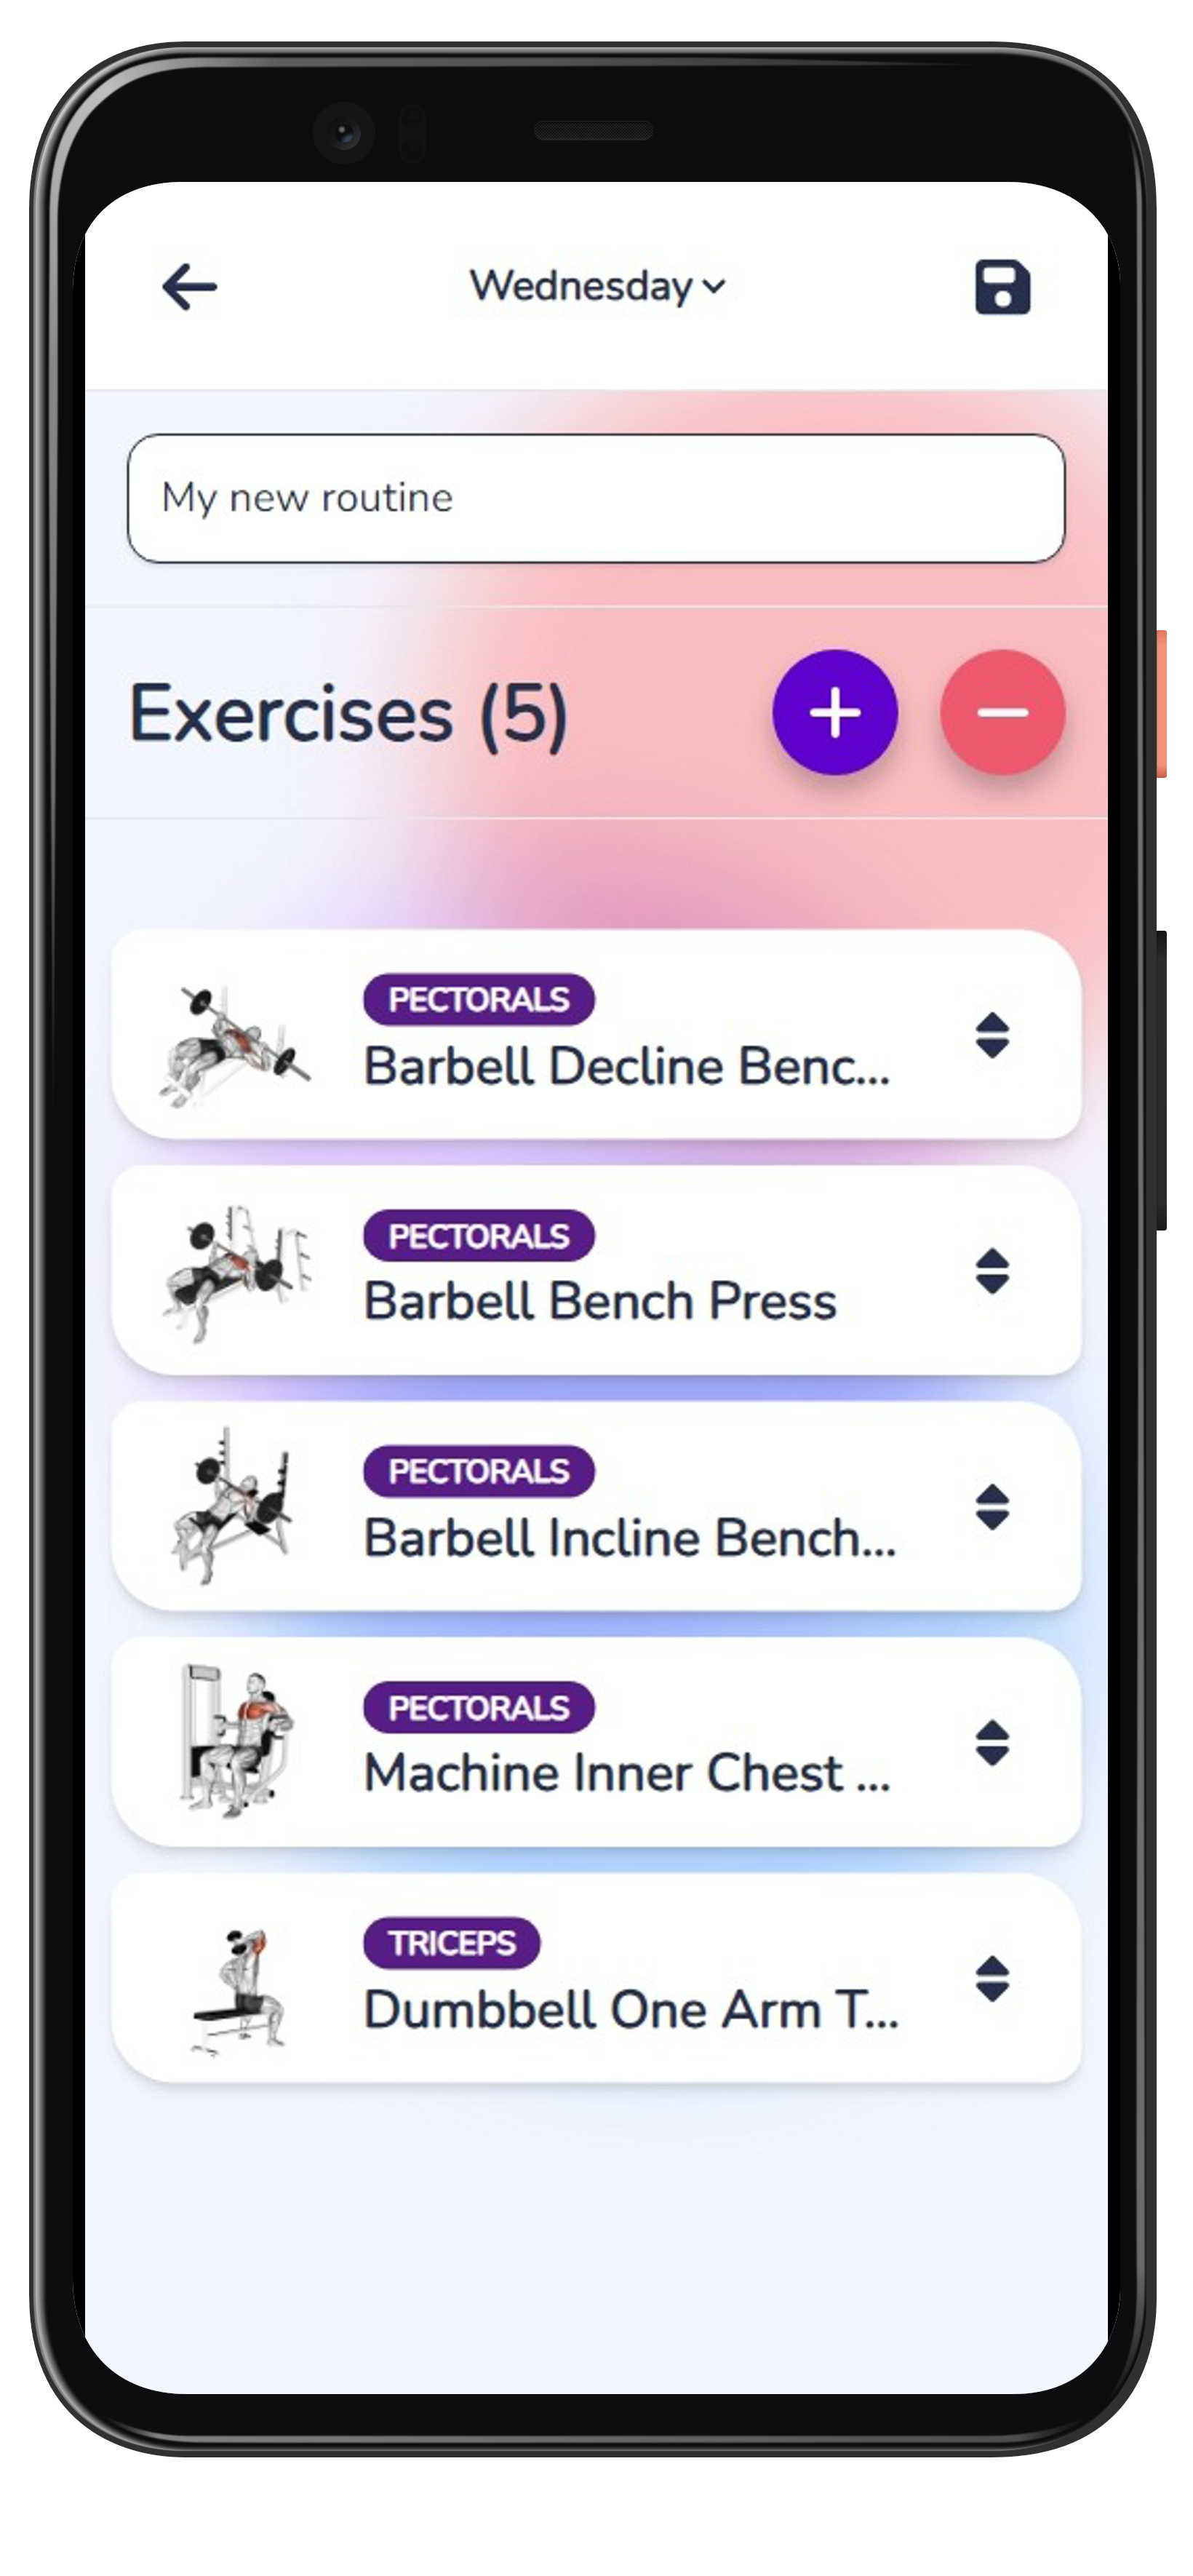 Wednesday
My new routine
Exercises (5)
PECTORALS
Barbell Decline Benc...
PECTORALS
Barbell Bench Press
PECTORALS
Barbell Incline Bench...
PECTORALS
Machine Inner Chest ...
TRICEPS
Dumbbell One Arm T...